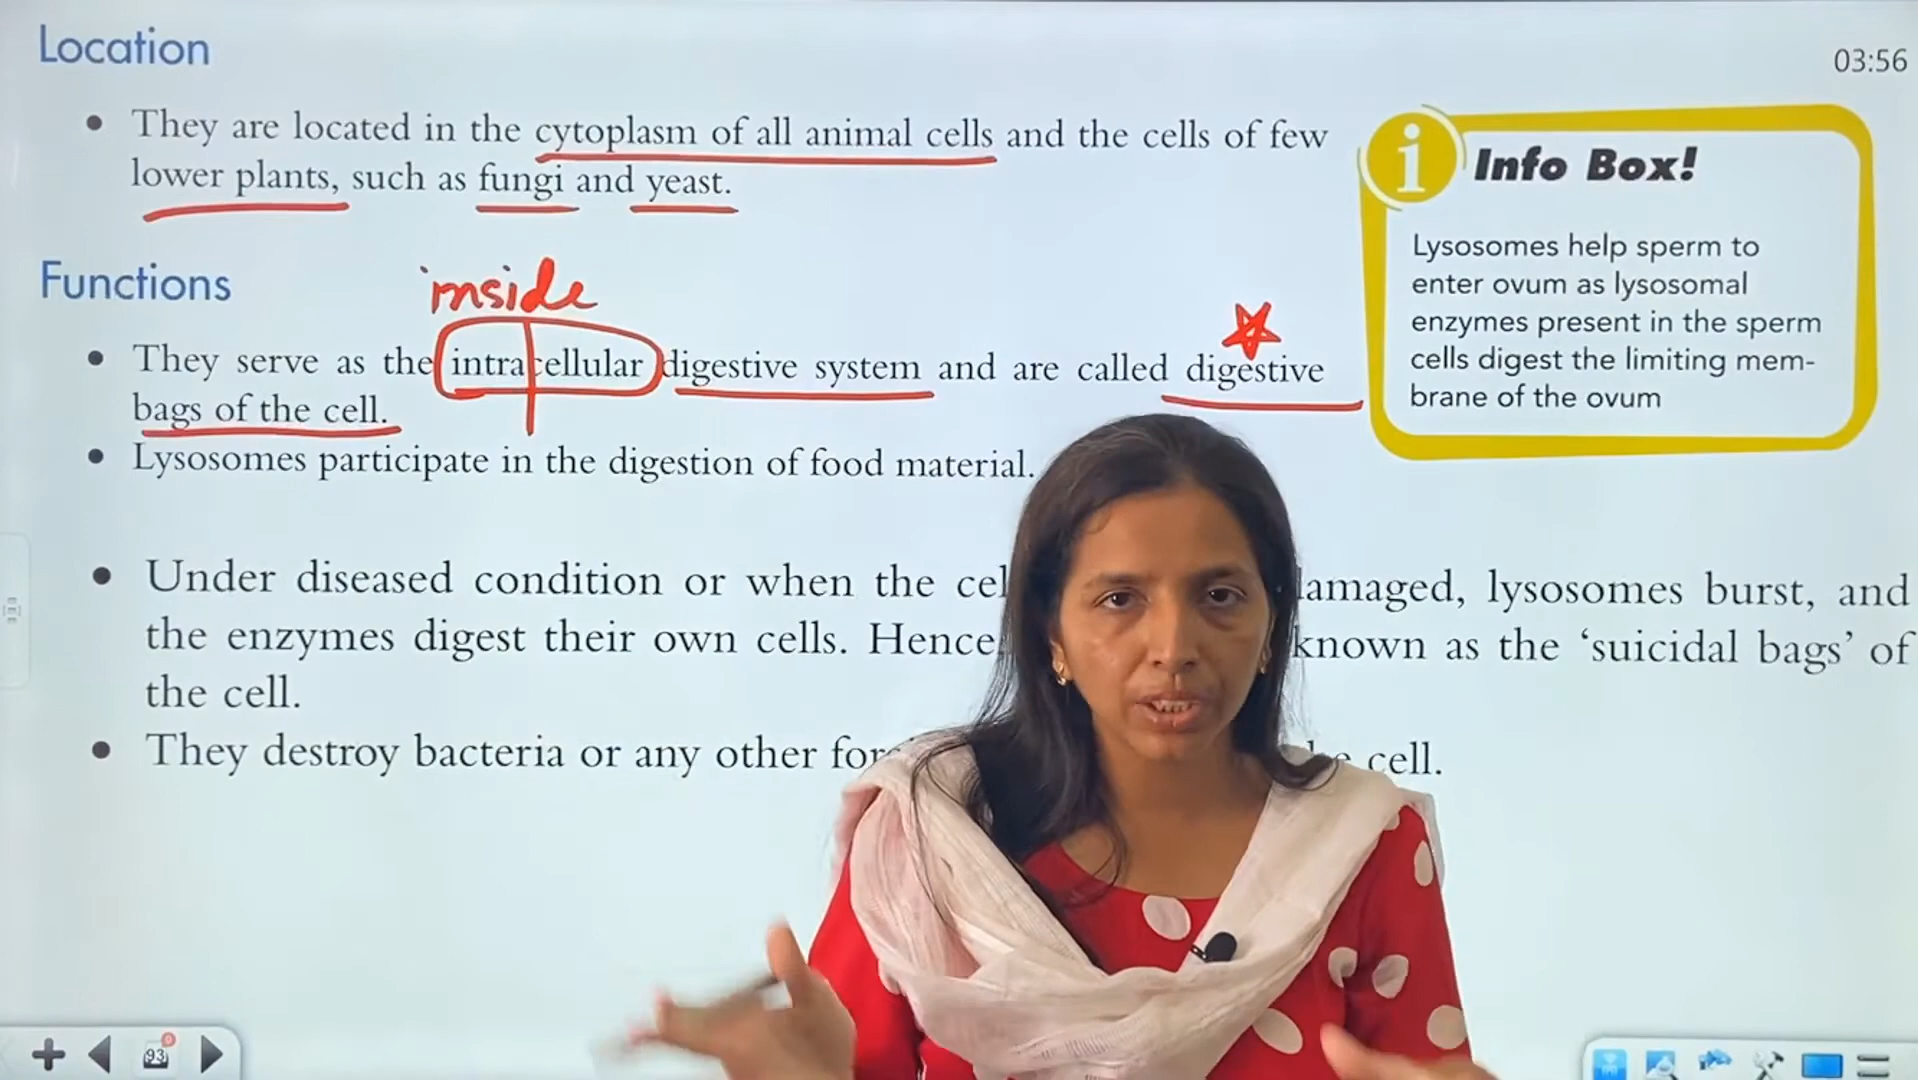 Location
03:56
• They are located in the cytoplasm of all animal cells and the cells of few
lower plants, such as fungi and yeast.
i Info Box!
Lysosomes help sperm to
enter ovum as lysosomal
enzymes present in the sperm
cells digest the limiting mem-
brane of the ovum
Functions
inside
• They serve as the intracellular digestive system and are called digestive
bags of the cell.
• Lysosomes participate in the digestion of food material.
• Under diseased condition or when the lysosomes burst, and
the enzymes digest their own cells. Hence known as the ‘suicidal bags’ of
the cell.
• They destroy bacteria or any other cell.
93